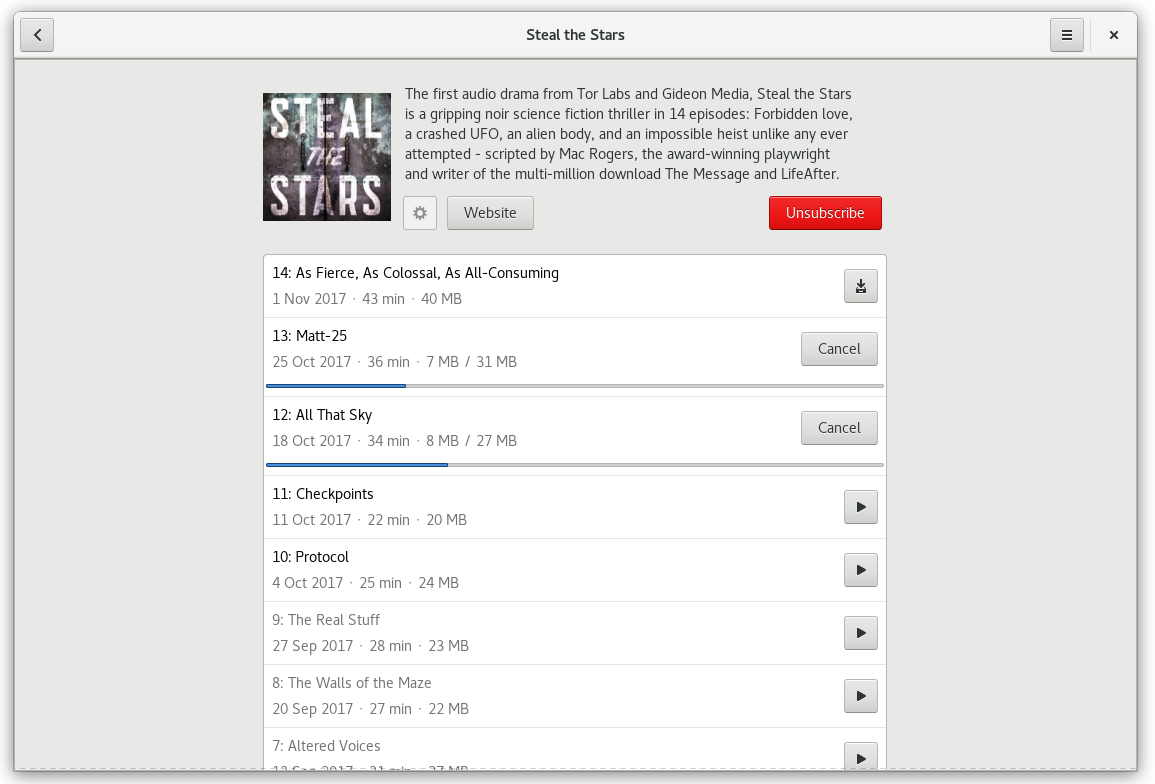 Steal the Stars
STEAL
THE
STARS
The first audio drama from Tor Labs and Gideon Media, Steal the Stars
is a gripping noir science fiction thriller in 14 episodes: Forbidden love,
a crashed UFO, an alien body, and an impossible heist unlike any ever
attempted - scripted by Mac Rogers, the award-winning playwright
and writer of the multi-million download The Message and LifeAfter.
Website
Unsubscribe
14: As Fierce, As Colossal, As All-Consuming
1 Nov 2017 · 43 min · 40 MB
13: Matt-25
25 Oct 2017 · 36 min · 7 MB / 31 MB
Cancel
12: All That Sky
18 Oct 2017 · 34 min · 8 MB / 27 MB
Cancel
11: Checkpoints
11 Oct 2017 · 22 min · 20 MB
10: Protocol
4 Oct 2017 · 25 min · 24 MB
9: The Real Stuff
27 Sep 2017 · 28 min · 23 MB
8: The Walls of the Maze
20 Sep 2017 · 27 min · 22 MB
7: Altered Voices